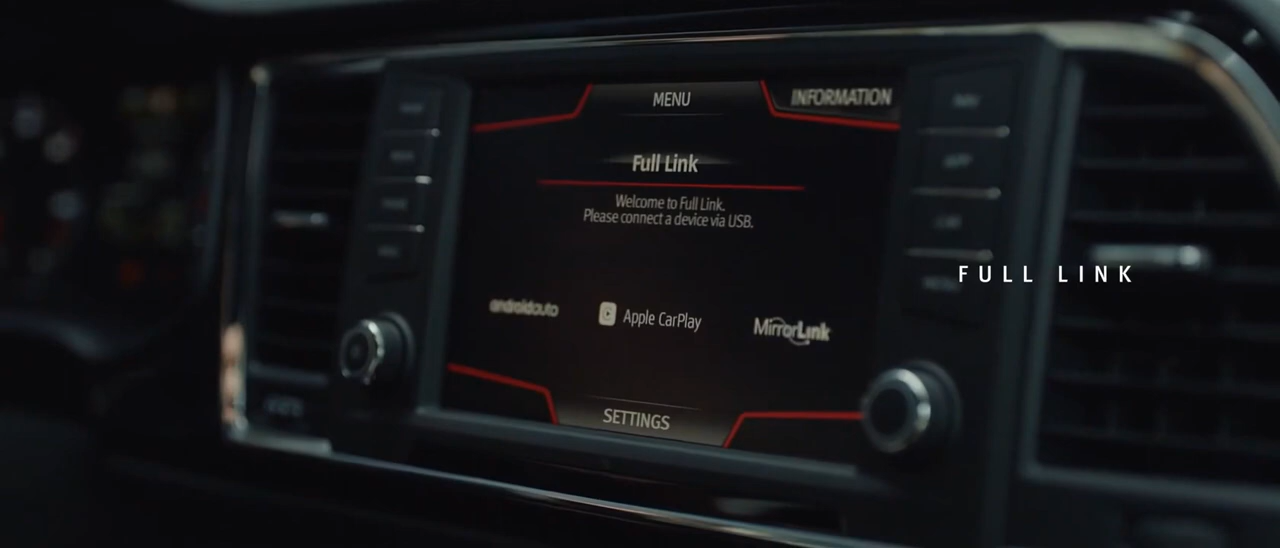 MENU
INFORMATION
Full Link
Welcome to Full Link.
Please connect a device via USB.
androidauto
Apple CarPlay
MirrorLink
SETTINGS
FULL LINK